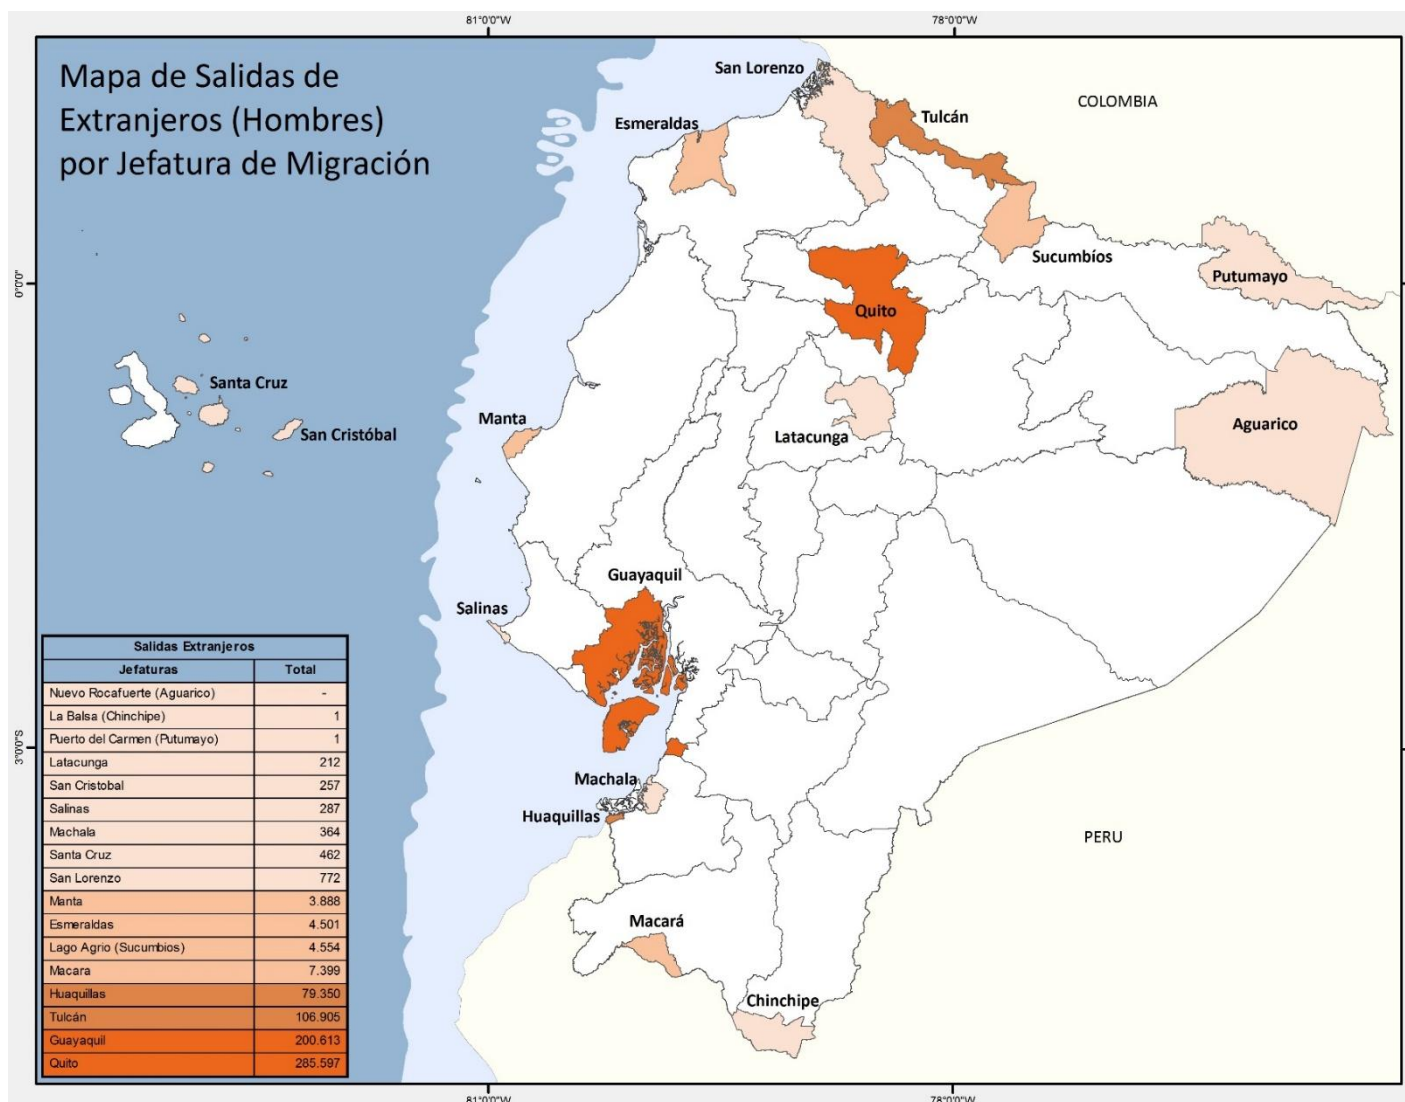 81°0'0"W
78°0'0"W
Mapa de Salidas de
Extranjeros (Hombres)
por Jefatura de Migración
San Lorenzo
COLOMBIA
Tulcán
Esmeraldas
Sucumbíos
Putumayo
0°0'0"
Quito
Santa Cruz
San Cristóbal
Manta
Latacunga
Aguarico
Guayaquil
Salinas
Machala
Huaquillas
PERU
Macará
Chinchipe
3°0'0"S
Salidas Extranjeros
Jefaturas Total
Nuevo Rocafuerte (Aguarico) -
La Balsa (Chinchipe) 1
Puerto del Carmen (Putumayo) 1
Latacunga 212
San Cristobal 257
Salinas 287
Machala 364
Santa Cruz 462
San Lorenzo 772
Manta 3.888
Esmeraldas 4.501
Lago Agrio (Sucumbios) 4.554
Macara 7.399
Huaquillas 79.350
Tulcán 106.905
Guayaquil 200.613
Quito 285.597
81°0'0"W
78°0'0"W